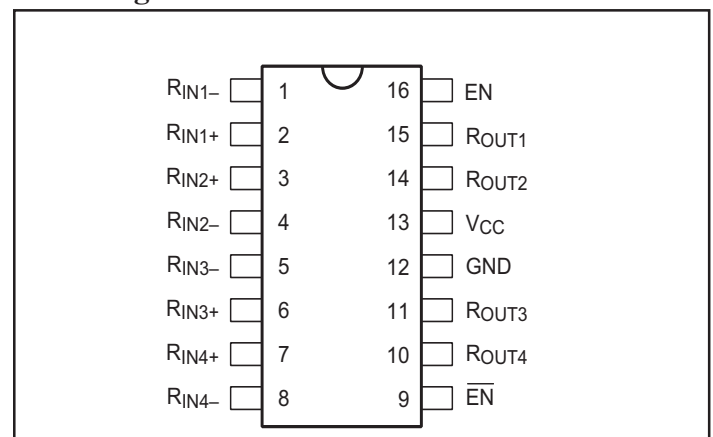 g
RIN1– 1 16 EN
RIN1+ 2 15 ROUT1
RIN2+ 3 14 ROUT2
RIN2– 4 13 VCC
RIN3– 5 12 GND
RIN3+ 6 11 ROUT3
RIN4+ 7 10 ROUT4
RIN4– 8 9 E̅N̅